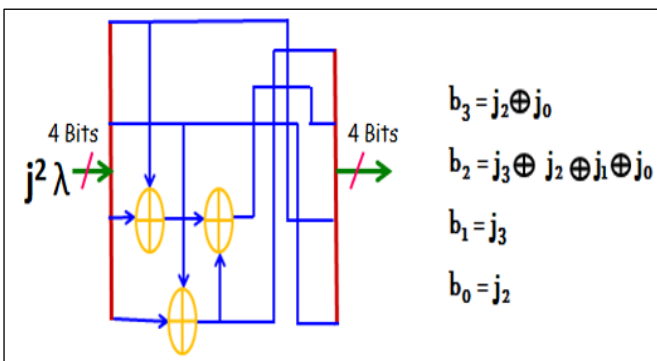 4 Bits
j² λ
4 Bits
b₃ = j₂⊕j₀
b₂ = j₃⊕ j₂ ⊕j₁⊕j₀
b₁ = j₃
b₀ = j₂